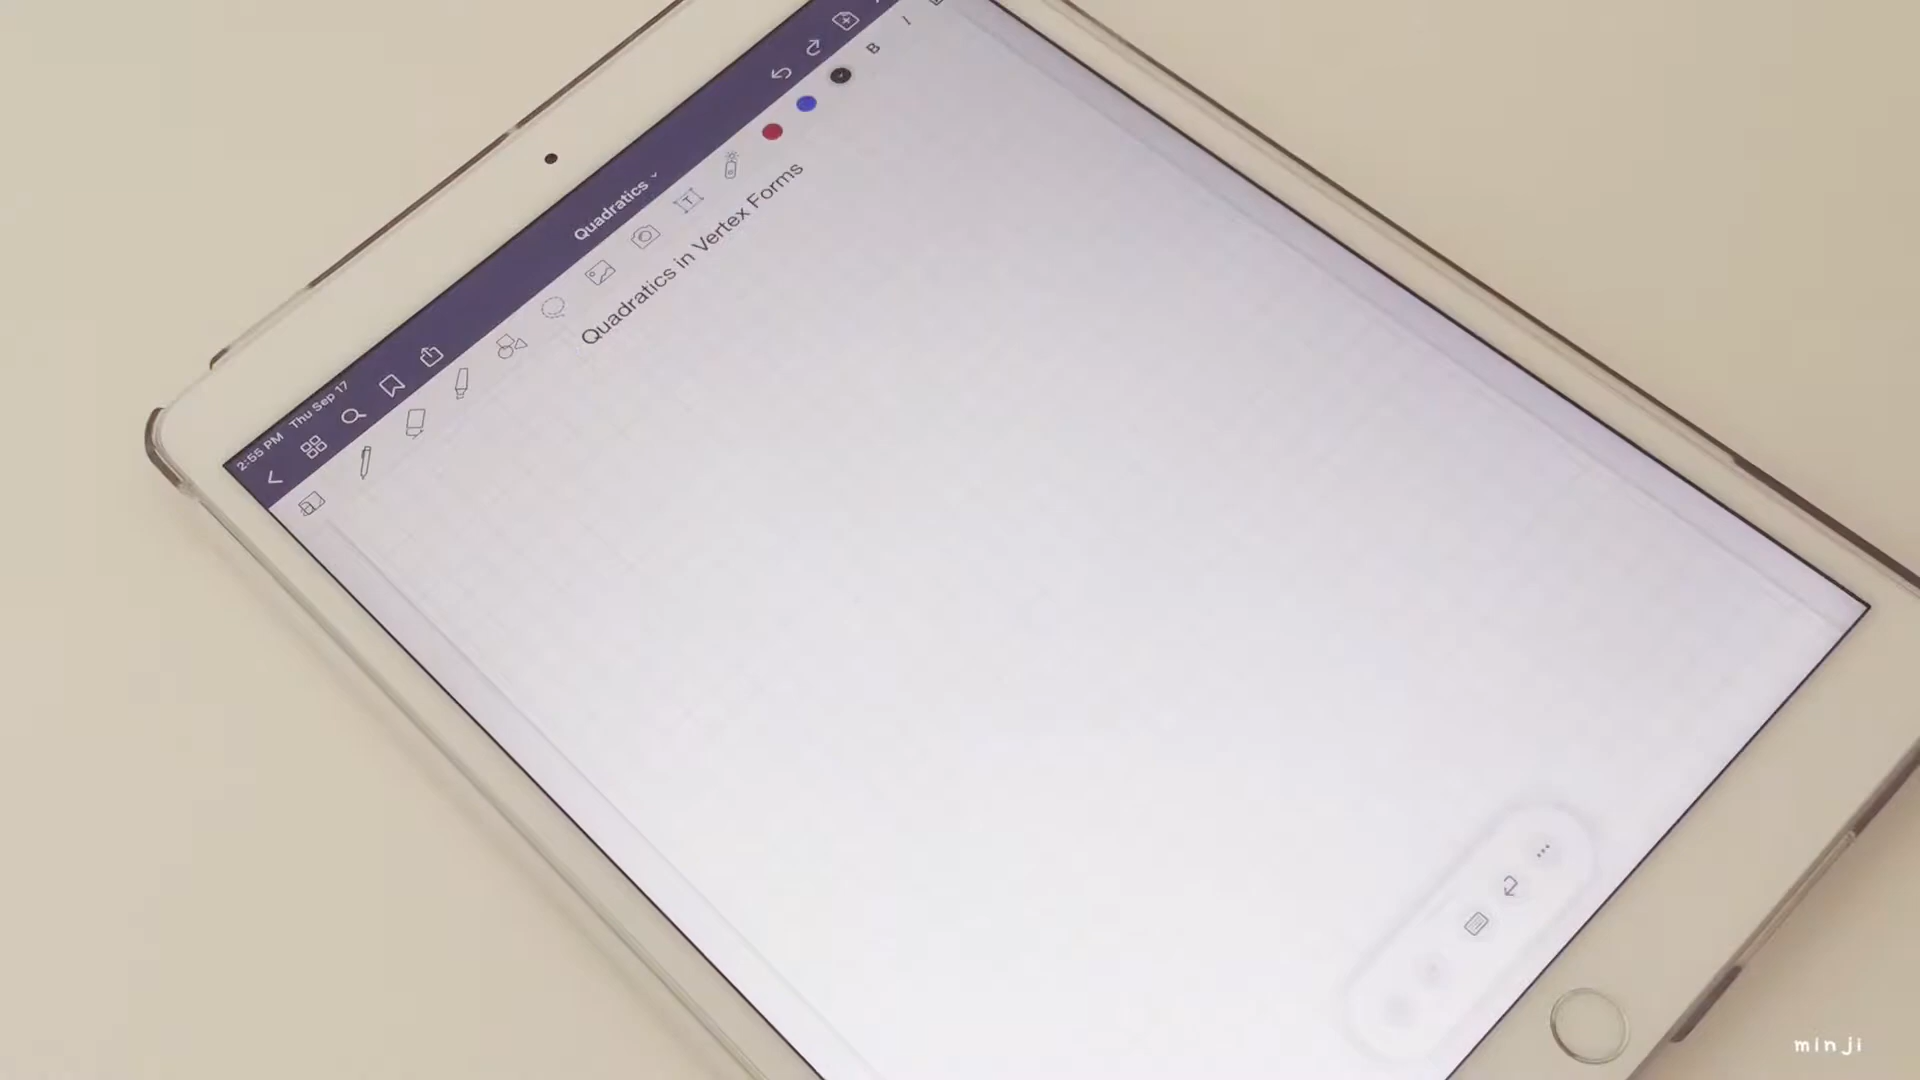 2:55 PM Thu Sep 17
Quadratics
B I
Quadratics in Vertex Forms
minji